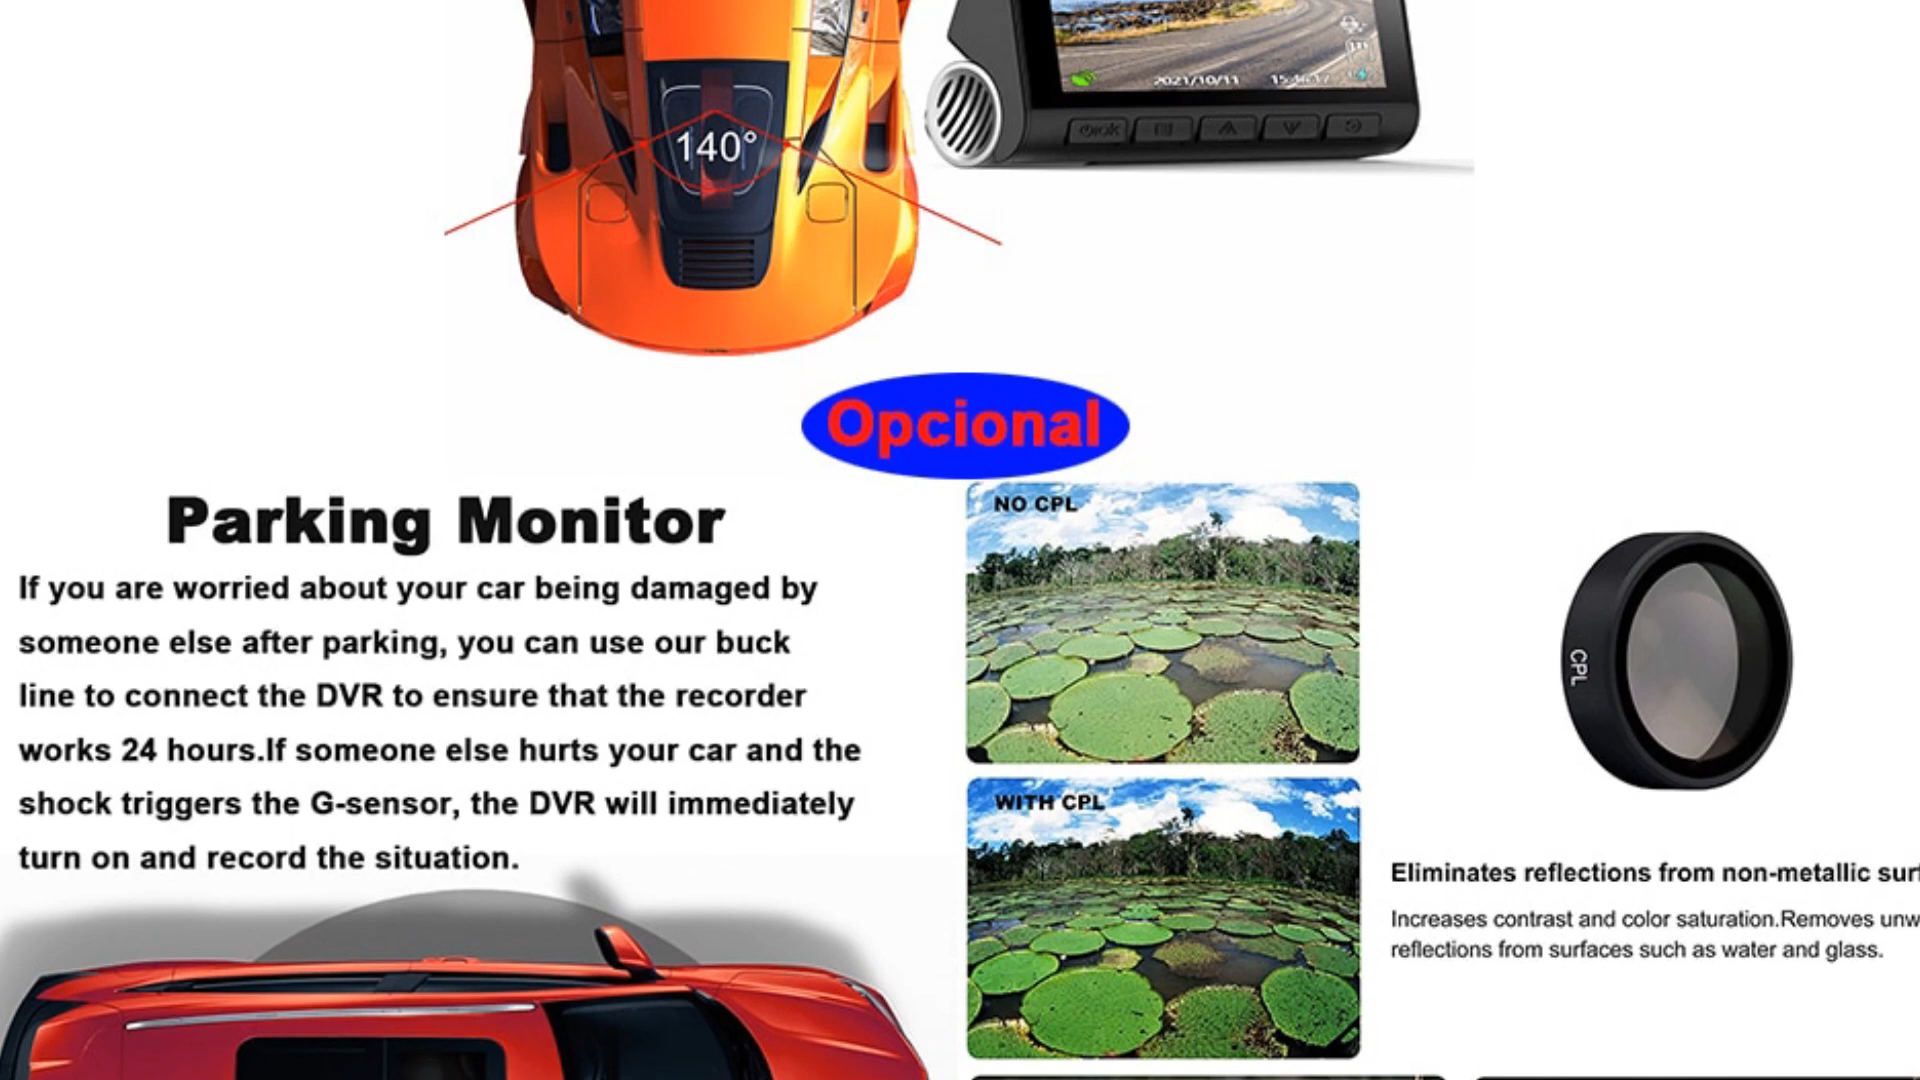 2021/10/11
140°
Opcional
Parking Monitor
If you are worried about your car being damaged by
someone else after parking, you can use our buck
line to connect the DVR to ensure that the recorder
works 24 hours.If someone else hurts your car and the
shock triggers the G-sensor, the DVR will immediately
turn on and record the situation.
NO CPL
WITH CPL
CPL
Eliminates reflections from non-metallic
Increases contrast and color saturation.Removes
reflections from surfaces such as water and glass.